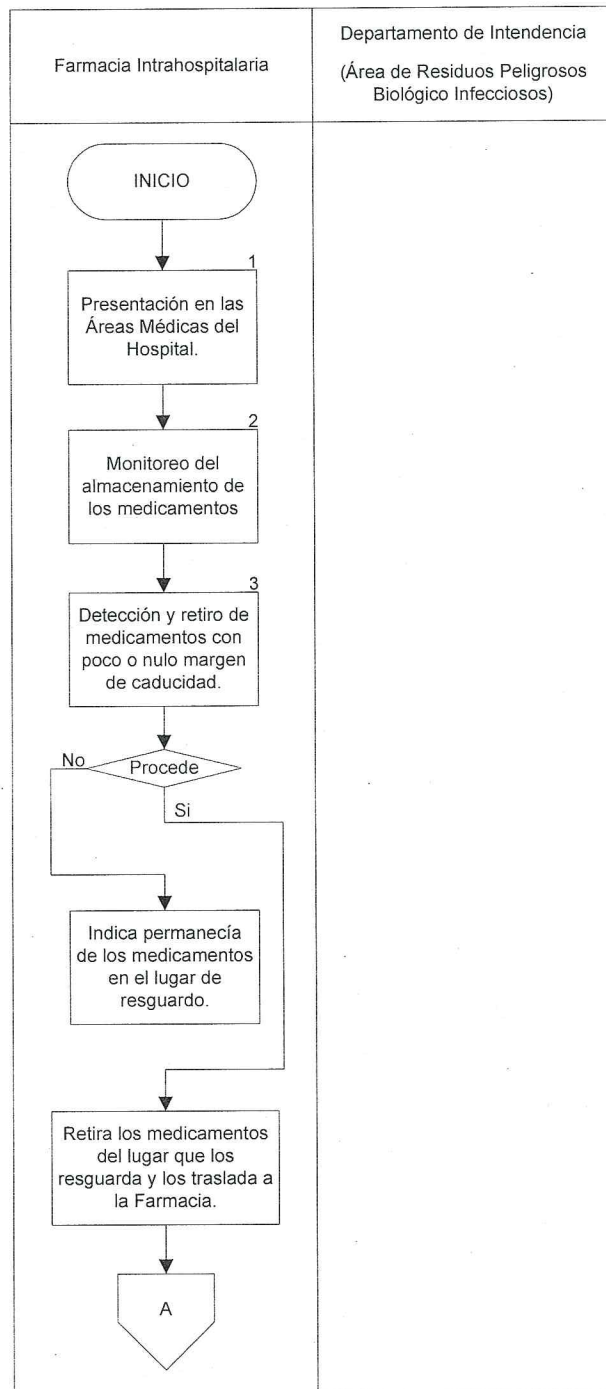 Farmacia Intrahospitalaria
Departamento de Intendencia
(Área de Residuos Peligrosos
Biológico Infecciosos)
INICIO
1
Presentación en las
Áreas Médicas del
Hospital.
2
Monitoreo del
almacenamiento de
los medicamentos
3
Detección y retiro de
medicamentos con
poco o nulo margen
de caducidad.
No
Procede
Si
Indica permanecía
de los medicamentos
en el lugar de
resguardo.
Retira los medicamentos
del lugar que los
resguarda y los traslada a
la Farmacia.
A